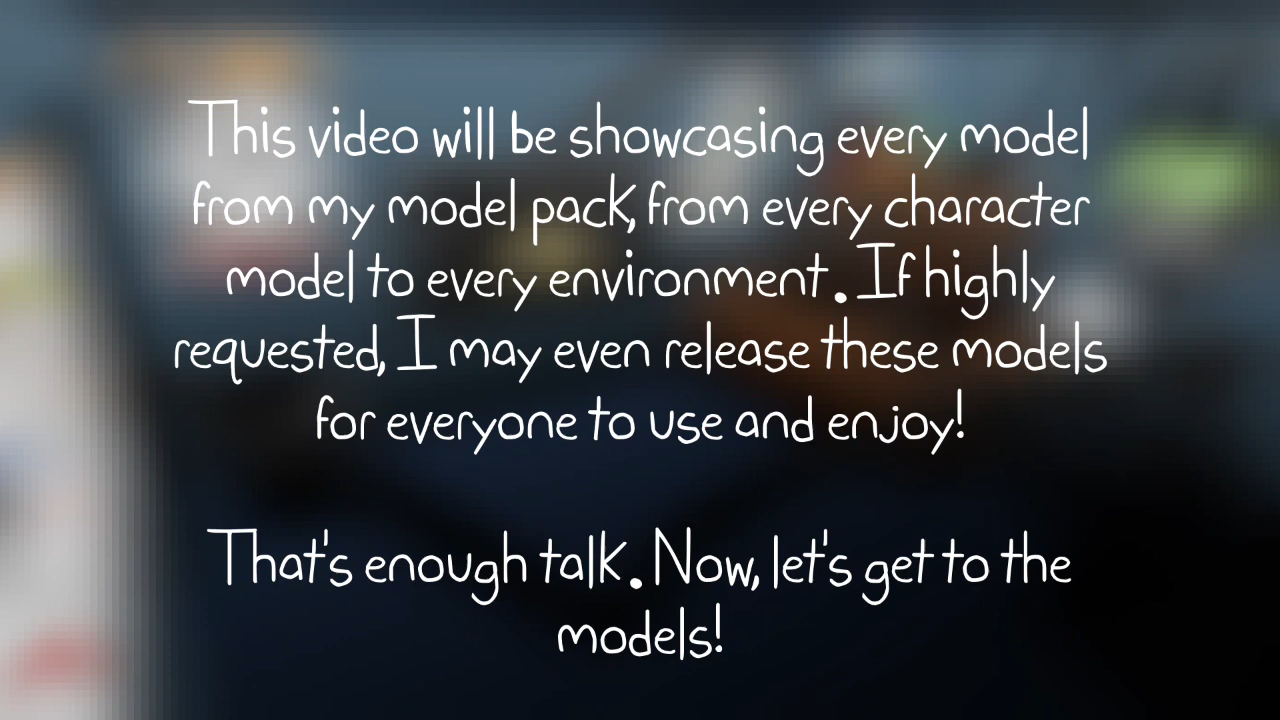 This video will be showcasing every model
from my model pack, from every character
model to every environment. If highly
requested, I may even release these models
for everyone to use and enjoy!
That's enough talk. Now, let's get to the
models!